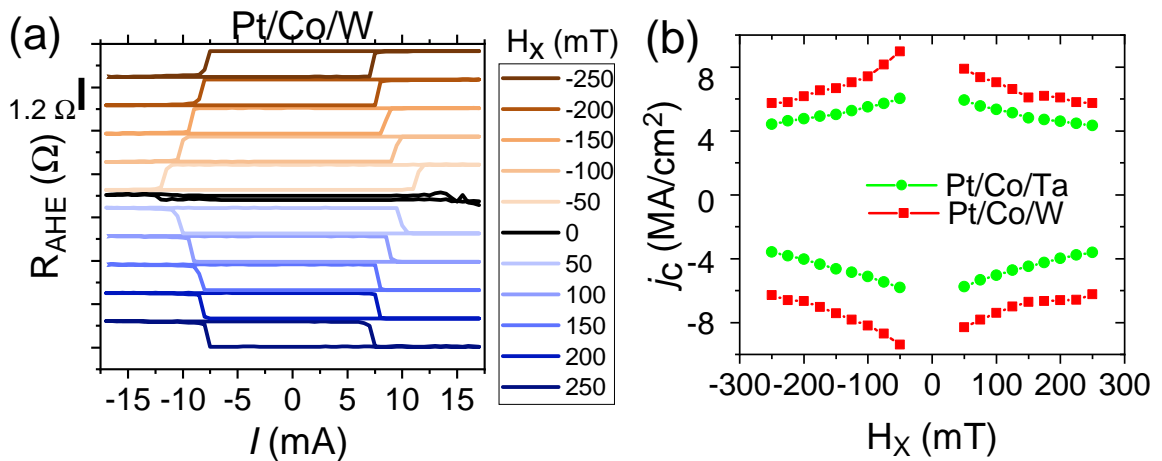 (a)
Pt/Co/W
1.2 Ω
R_AHE (Ω)
-15 -10 -5 0 5 10 15
I (mA)
H_X (mT)
-250
-200
-150
-100
-50
0
50
100
150
200
250
(b)
8
4
0
-4
-8
j_C (MA/cm²)
Pt/Co/Ta
Pt/Co/W
-300 -200 -100 0 100 200 300
H_X (mT)